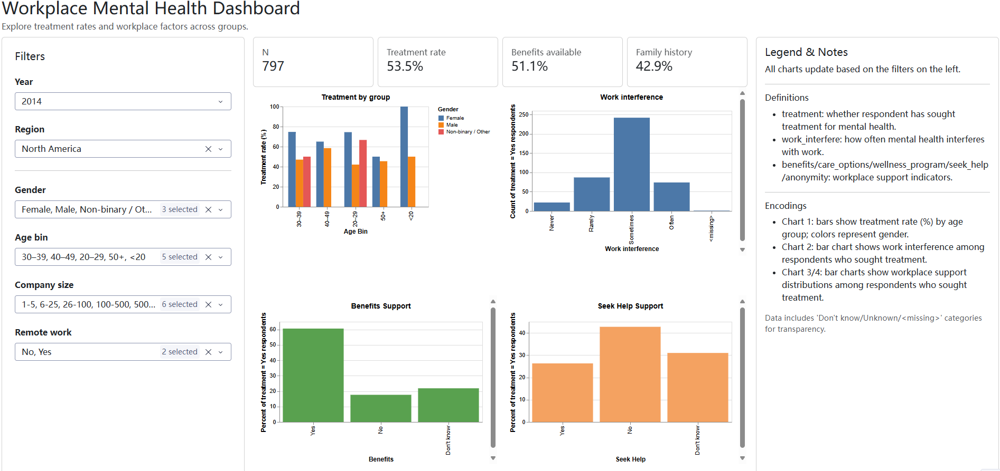 Workplace Mental Health Dashboard
Explore treatment rates and workplace factors across groups.
Filters
Year
2014
Region
North America
Gender
Female, Male, Non-binary / Ot... 3 selected
Age bin
30–39, 40–49, 20–29, 50+, <20 5 selected
Company size
1-5, 6-25, 26-100, 100-500, 500... 6 selected
Remote work
No, Yes 2 selected
N
797
Treatment rate
53.5%
Benefits available
51.1%
Family history
42.9%
Treatment by group
Treatment rate (%)
100
80
60
40
20
0
30–39
40–49
20–29
50+
<20
Age Bin
Gender
Female
Male
Non-binary / Other
Work interference
Count of treatment = Yes respondents
250
200
150
100
50
0
Never
Rarely
Sometimes
Often
<missing>
Work interference
Benefits Support
Percent of treatment = Yes respondents
60
50
40
30
20
10
0
Yes
No
Don't know
Benefits
Seek Help Support
Percent of treatment = Yes respondents
40
30
20
10
0
Yes
No
Don't know
Seek Help
Legend & Notes
All charts update based on the filters on the left.
Definitions
• treatment: whether respondent has sought
treatment for mental health.
• work_interfere: how often mental health interferes
with work.
• benefits/care_options/wellness_program/seek_help
/anonymity: workplace support indicators.
Encodings
• Chart 1: bars show treatment rate (%) by age
group; colors represent gender.
• Chart 2: bar chart shows work interference among
respondents who sought treatment.
• Chart 3/4: bar charts show workplace support
distributions among respondents who sought
treatment.
Data includes 'Don't know/Unknown/<missing>' categories
for transparency.